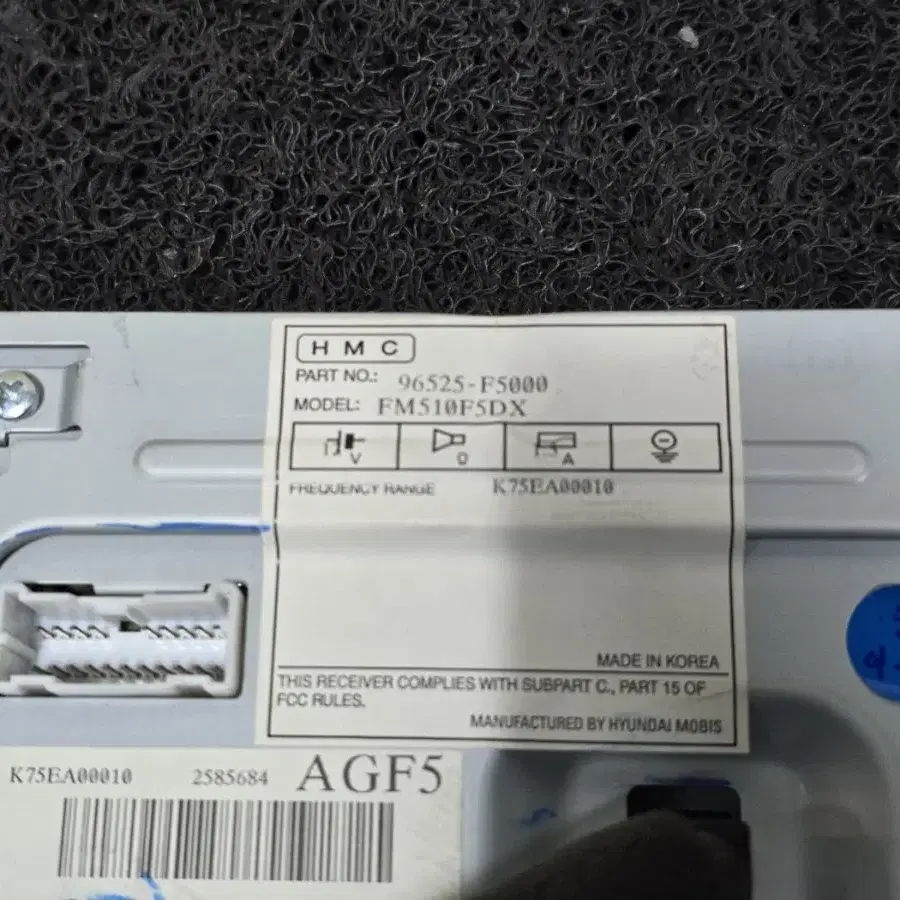 HMC
PART NO.: 96525-F5000
MODEL: FM510F5DX
V Ω A
FREQUENCY RANGE K75EA00010
MADE IN KOREA
THIS RECEIVER COMPLIES WITH SUBPART C., PART 15 OF
FCC RULES.
MANUFACTURED BY HYUNDAI MOBIS
K75EA00010 2585684 AGF5